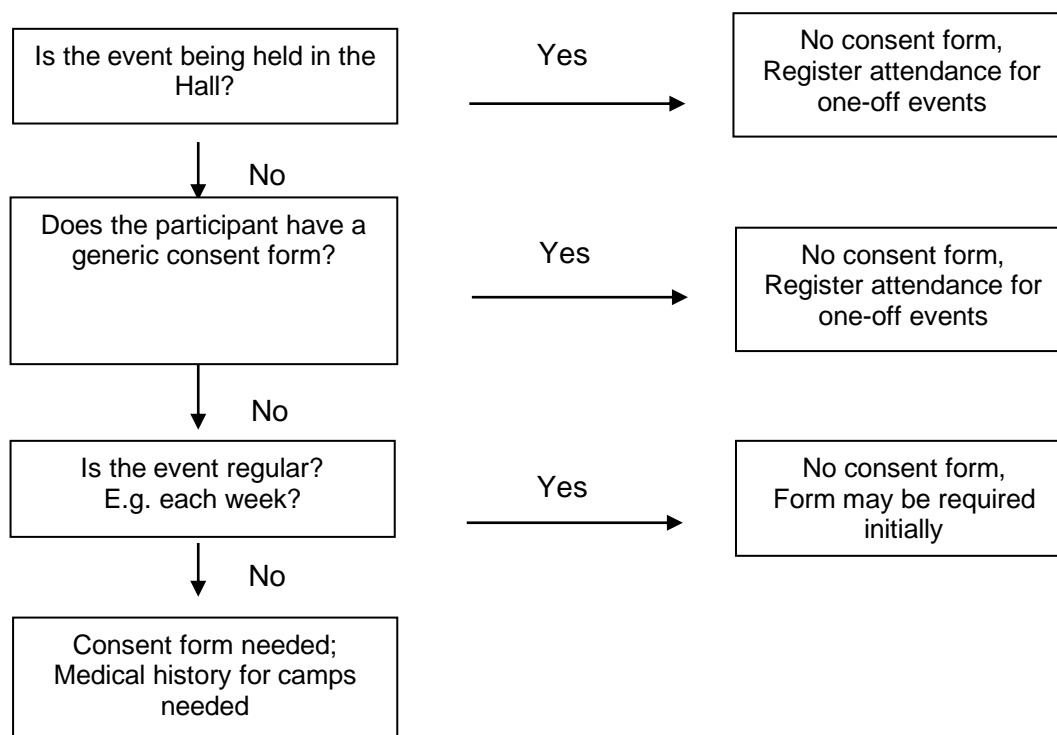 Is the event being held in the
Hall?
Yes
No consent form,
Register attendance for
one-off events
No
Does the participant have a
generic consent form?
Yes
No consent form,
Register attendance for
one-off events
No
Is the event regular?
E.g. each week?
Yes
No consent form,
Form may be required
initially
No
Consent form needed;
Medical history for camps
needed